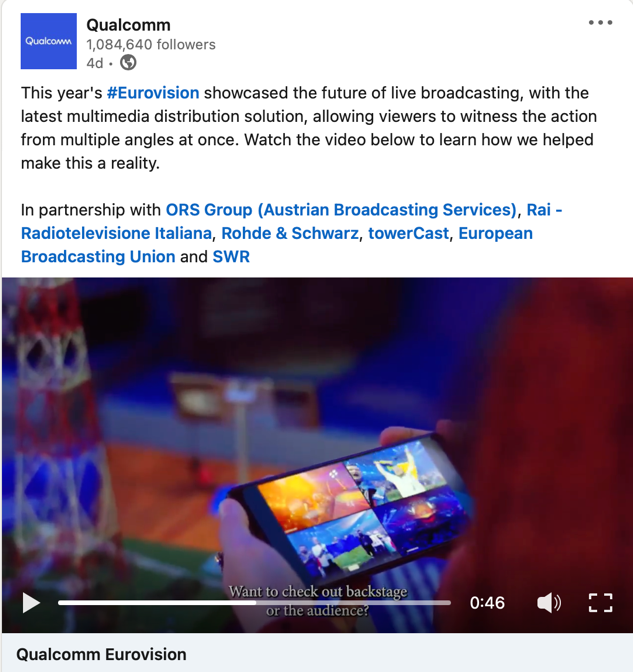 Qualcomm
Qualcomm
1,084,640 followers
4d •
This year's #Eurovision showcased the future of live broadcasting, with the
latest multimedia distribution solution, allowing viewers to witness the action
from multiple angles at once. Watch the video below to learn how we helped
make this a reality.
In partnership with ORS Group (Austrian Broadcasting Services), Rai -
Radiotelevisione Italiana, Rohde & Schwarz, towerCast, European
Broadcasting Union and SWR
Want to check out backstage
or the audience?
0:46
Qualcomm Eurovision